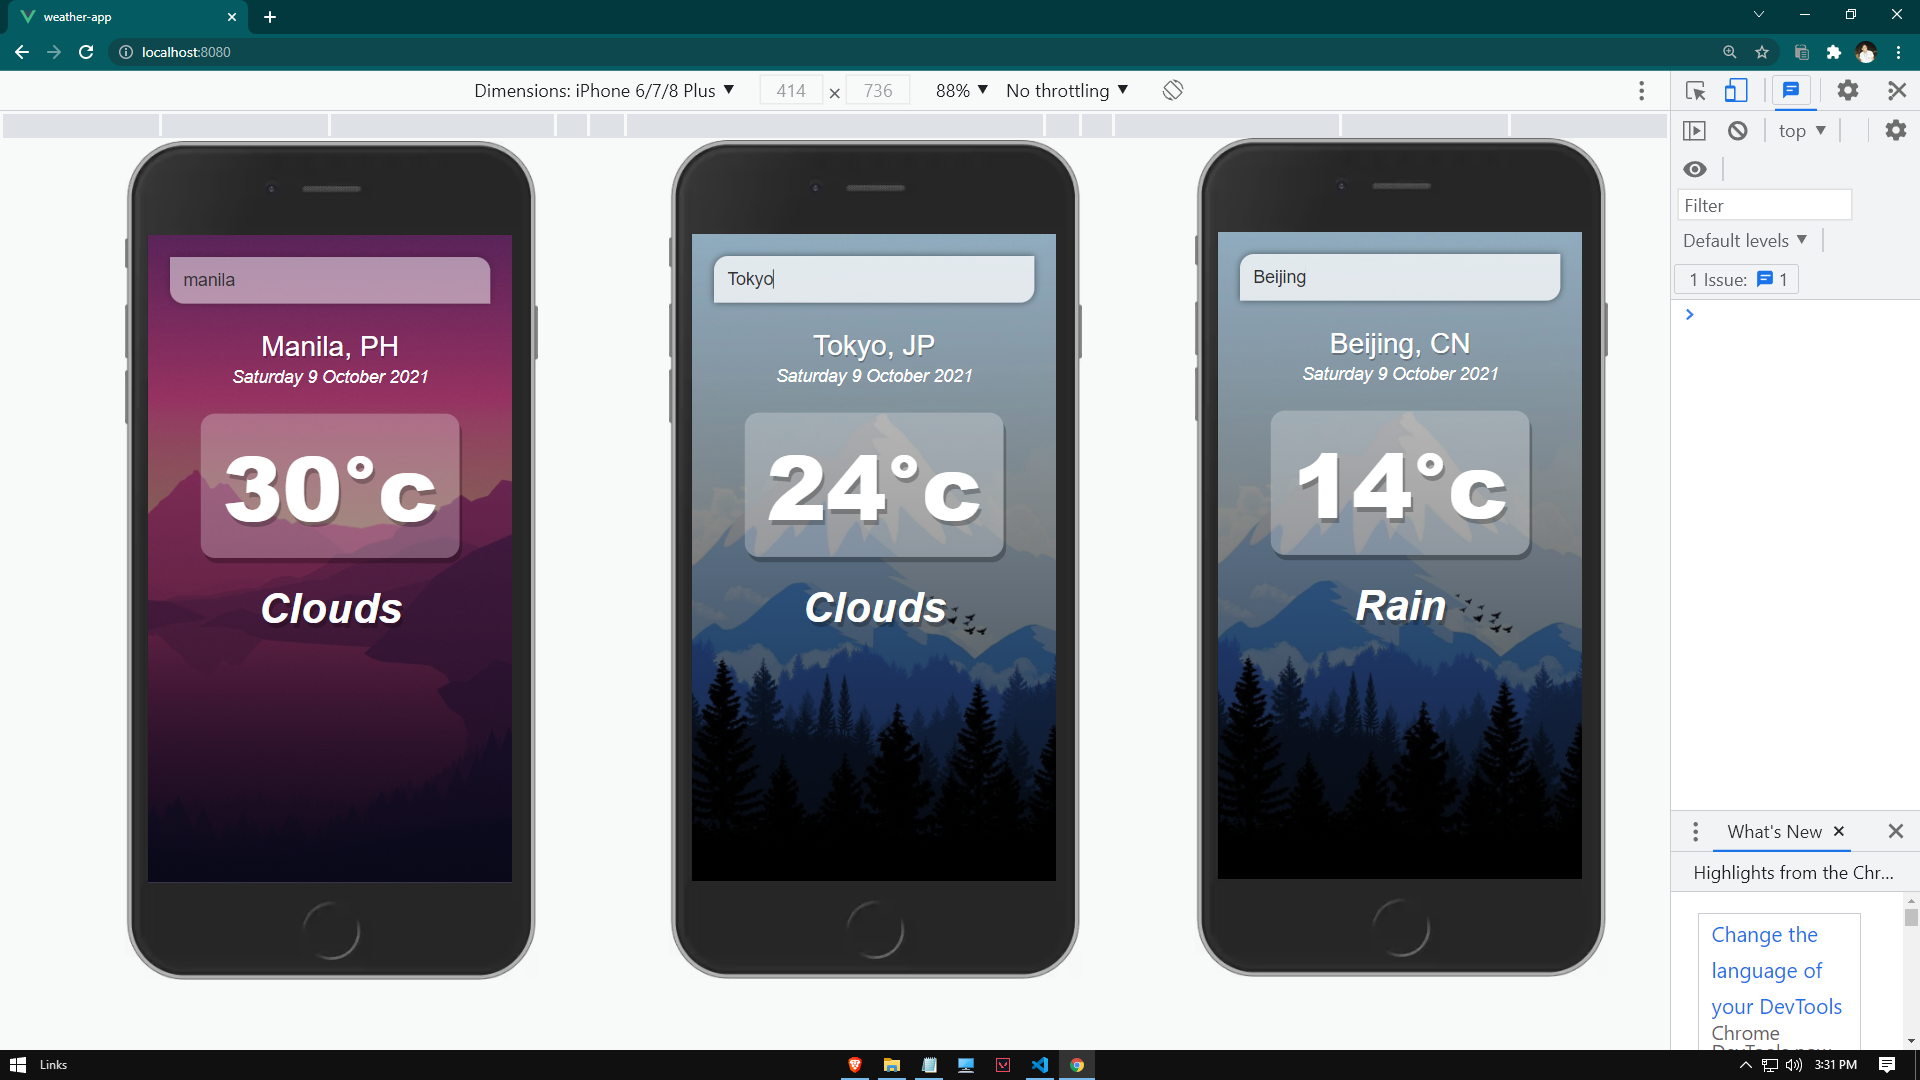 weather-app
localhost:8080
Dimensions: iPhone 6/7/8 Plus
414 × 736
88%
No throttling
top
Filter
Default levels
1 Issue: 1
manila
Manila, PH
Saturday 9 October 2021
30°c
Clouds
Tokyo
Tokyo, JP
Saturday 9 October 2021
24°c
Clouds
Beijing
Beijing, CN
Saturday 9 October 2021
14°c
Rain
What's New
Highlights from the Chr...
Change the
language of
your DevTools
Chrome
DevTools now
Links
3:31 PM